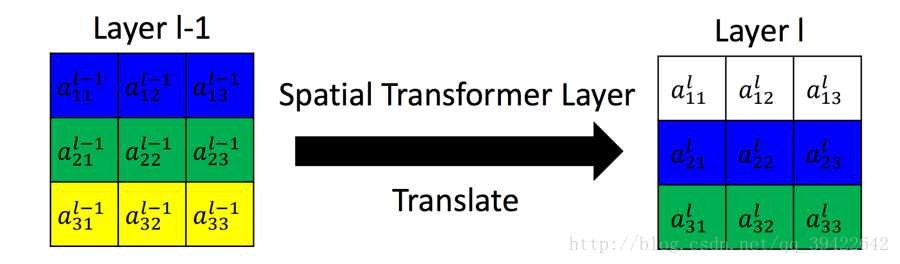 Layer l-1
Layer l
a_{11}^{l-1} a_{12}^{l-1} a_{13}^{l-1}
a_{21}^{l-1} a_{22}^{l-1} a_{23}^{l-1}
a_{31}^{l-1} a_{32}^{l-1} a_{33}^{l-1}
Spatial Transformer Layer
Translate
a_{11}^{l} a_{12}^{l} a_{13}^{l}
a_{21}^{l} a_{22}^{l} a_{23}^{l}
a_{31}^{l} a_{32}^{l} a_{33}^{l}
http://blog.csdn.net/qq_39422642